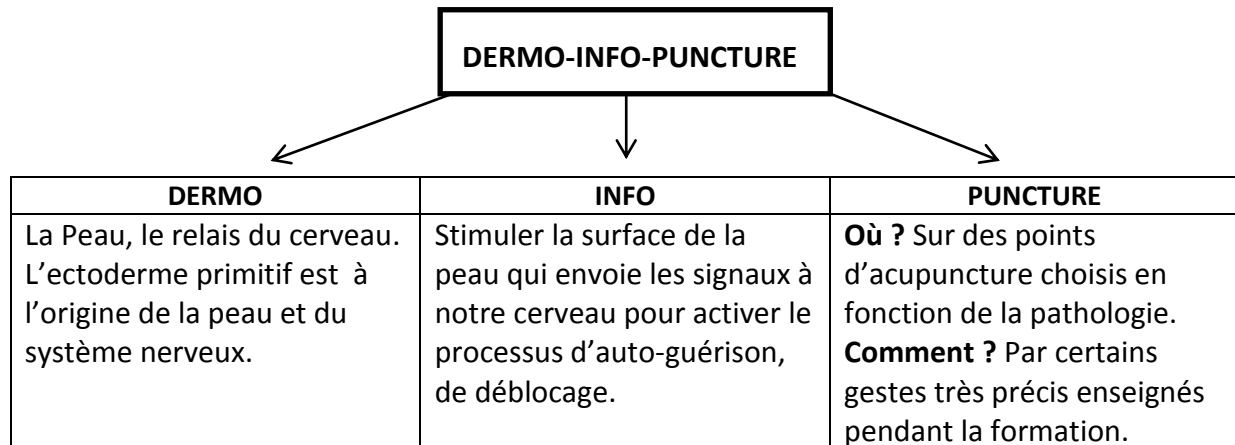 DERMO-INFO-PUNCTURE
DERMO
La Peau, le relais du cerveau.
L’ectoderme primitif est à
l’origine de la peau et du
système nerveux.
INFO
Stimuler la surface de la
peau qui envoie les signaux à
notre cerveau pour activer le
processus d’auto-guérison,
de déblocage.
PUNCTURE
Où ? Sur des points
d’acupuncture choisis en
fonction de la pathologie.
Comment ? Par certains
gestes très précis enseignés
pendant la formation.